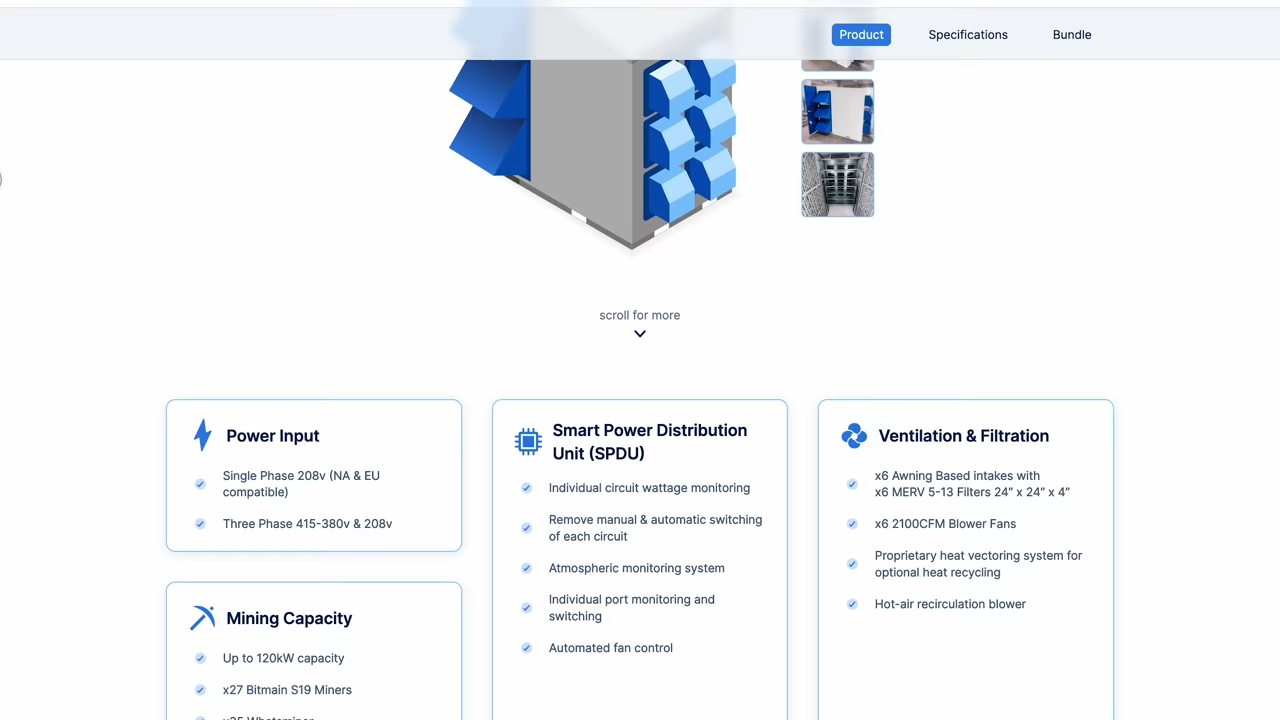 Product
Specifications
Bundle
scroll for more
Power Input
Single Phase 208v (NA & EU
compatible)
Three Phase 415-380v & 208v
Mining Capacity
Up to 120kW capacity
x27 Bitmain S19 Miners
Smart Power Distribution
Unit (SPDU)
Individual circuit wattage monitoring
Remove manual & automatic switching
of each circuit
Atmospheric monitoring system
Individual port monitoring and
switching
Automated fan control
Ventilation & Filtration
x6 Awning Based intakes with
x6 MERV 5-13 Filters 24” x 24” x 4”
x6 2100CFM Blower Fans
Proprietary heat vectoring system for
optional heat recycling
Hot-air recirculation blower